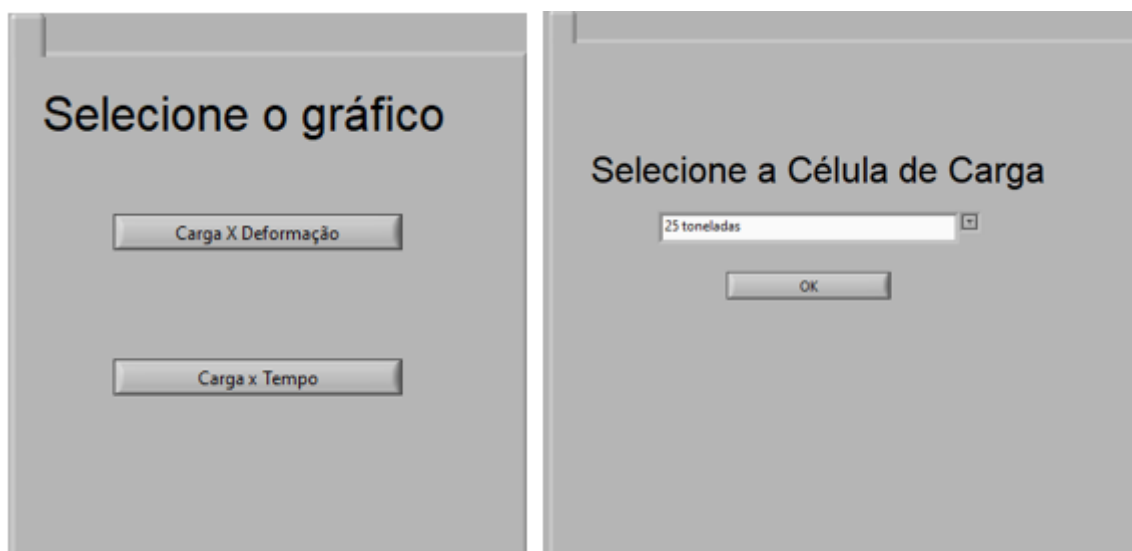 Selecione o gráfico
Carga X Deformação
Carga x Tempo
Selecione a Célula de Carga
25 toneladas
OK